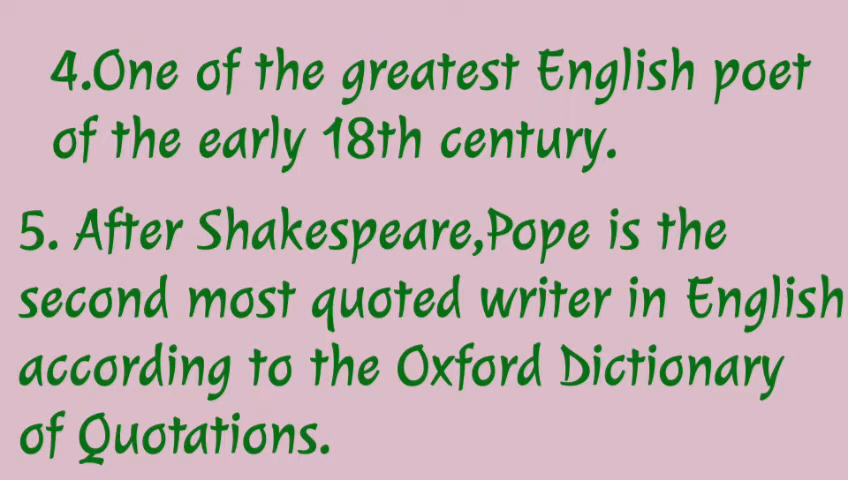 4.One of the greatest English poet
of the early 18th century.
5. After Shakespeare,Pope is the
second most quoted writer in English
according to the Oxford Dictionary
of Quotations.